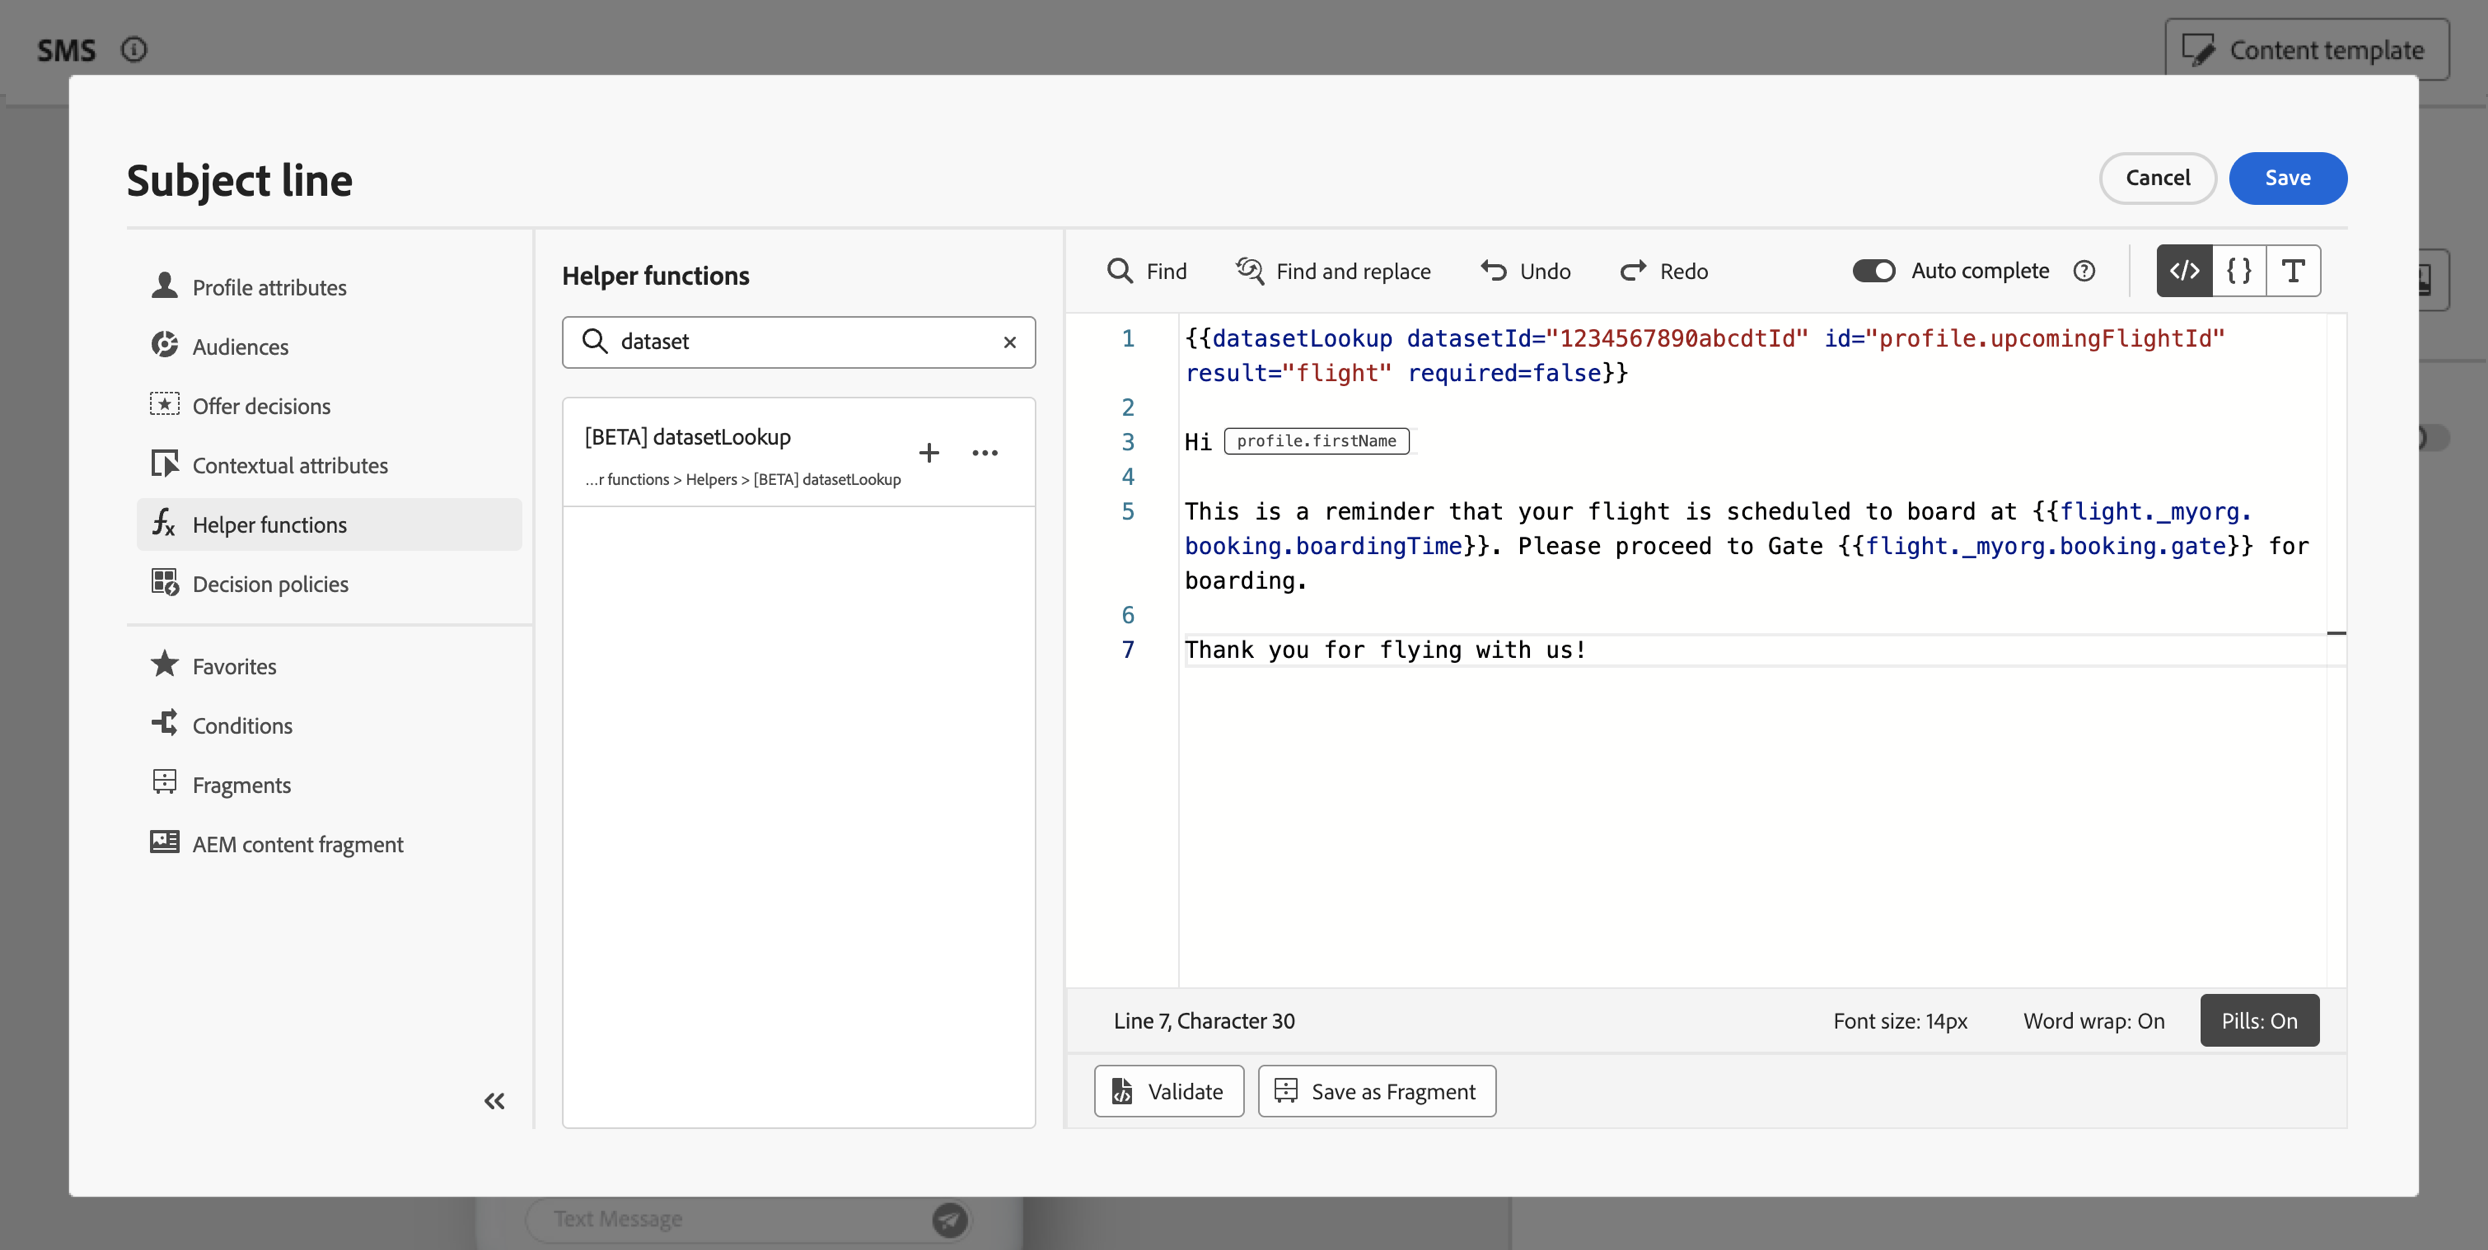 SMS
Content template
Subject line
Cancel
Save
Profile attributes
Audiences
Offer decisions
Contextual attributes
Helper functions
Decision policies
Favorites
Conditions
Fragments
AEM content fragment
Helper functions
dataset
[BETA] datasetLookup
...r functions > Helpers > [BETA] datasetLookup
Find
Find and replace
Undo
Redo
Auto complete
1 {{datasetLookup datasetId="1234567890abcdtId" id="profile.upcomingFlightId"
result="flight" required=false}}
2
3 Hi profile.firstName
4
5 This is a reminder that your flight is scheduled to board at {{flight._myorg.
booking.boardingTime}}. Please proceed to Gate {{flight._myorg.booking.gate}} for
boarding.
6
7 Thank you for flying with us!
Line 7, Character 30
Font size: 14px
Word wrap: On
Pills: On
Validate
Save as Fragment
Text Message